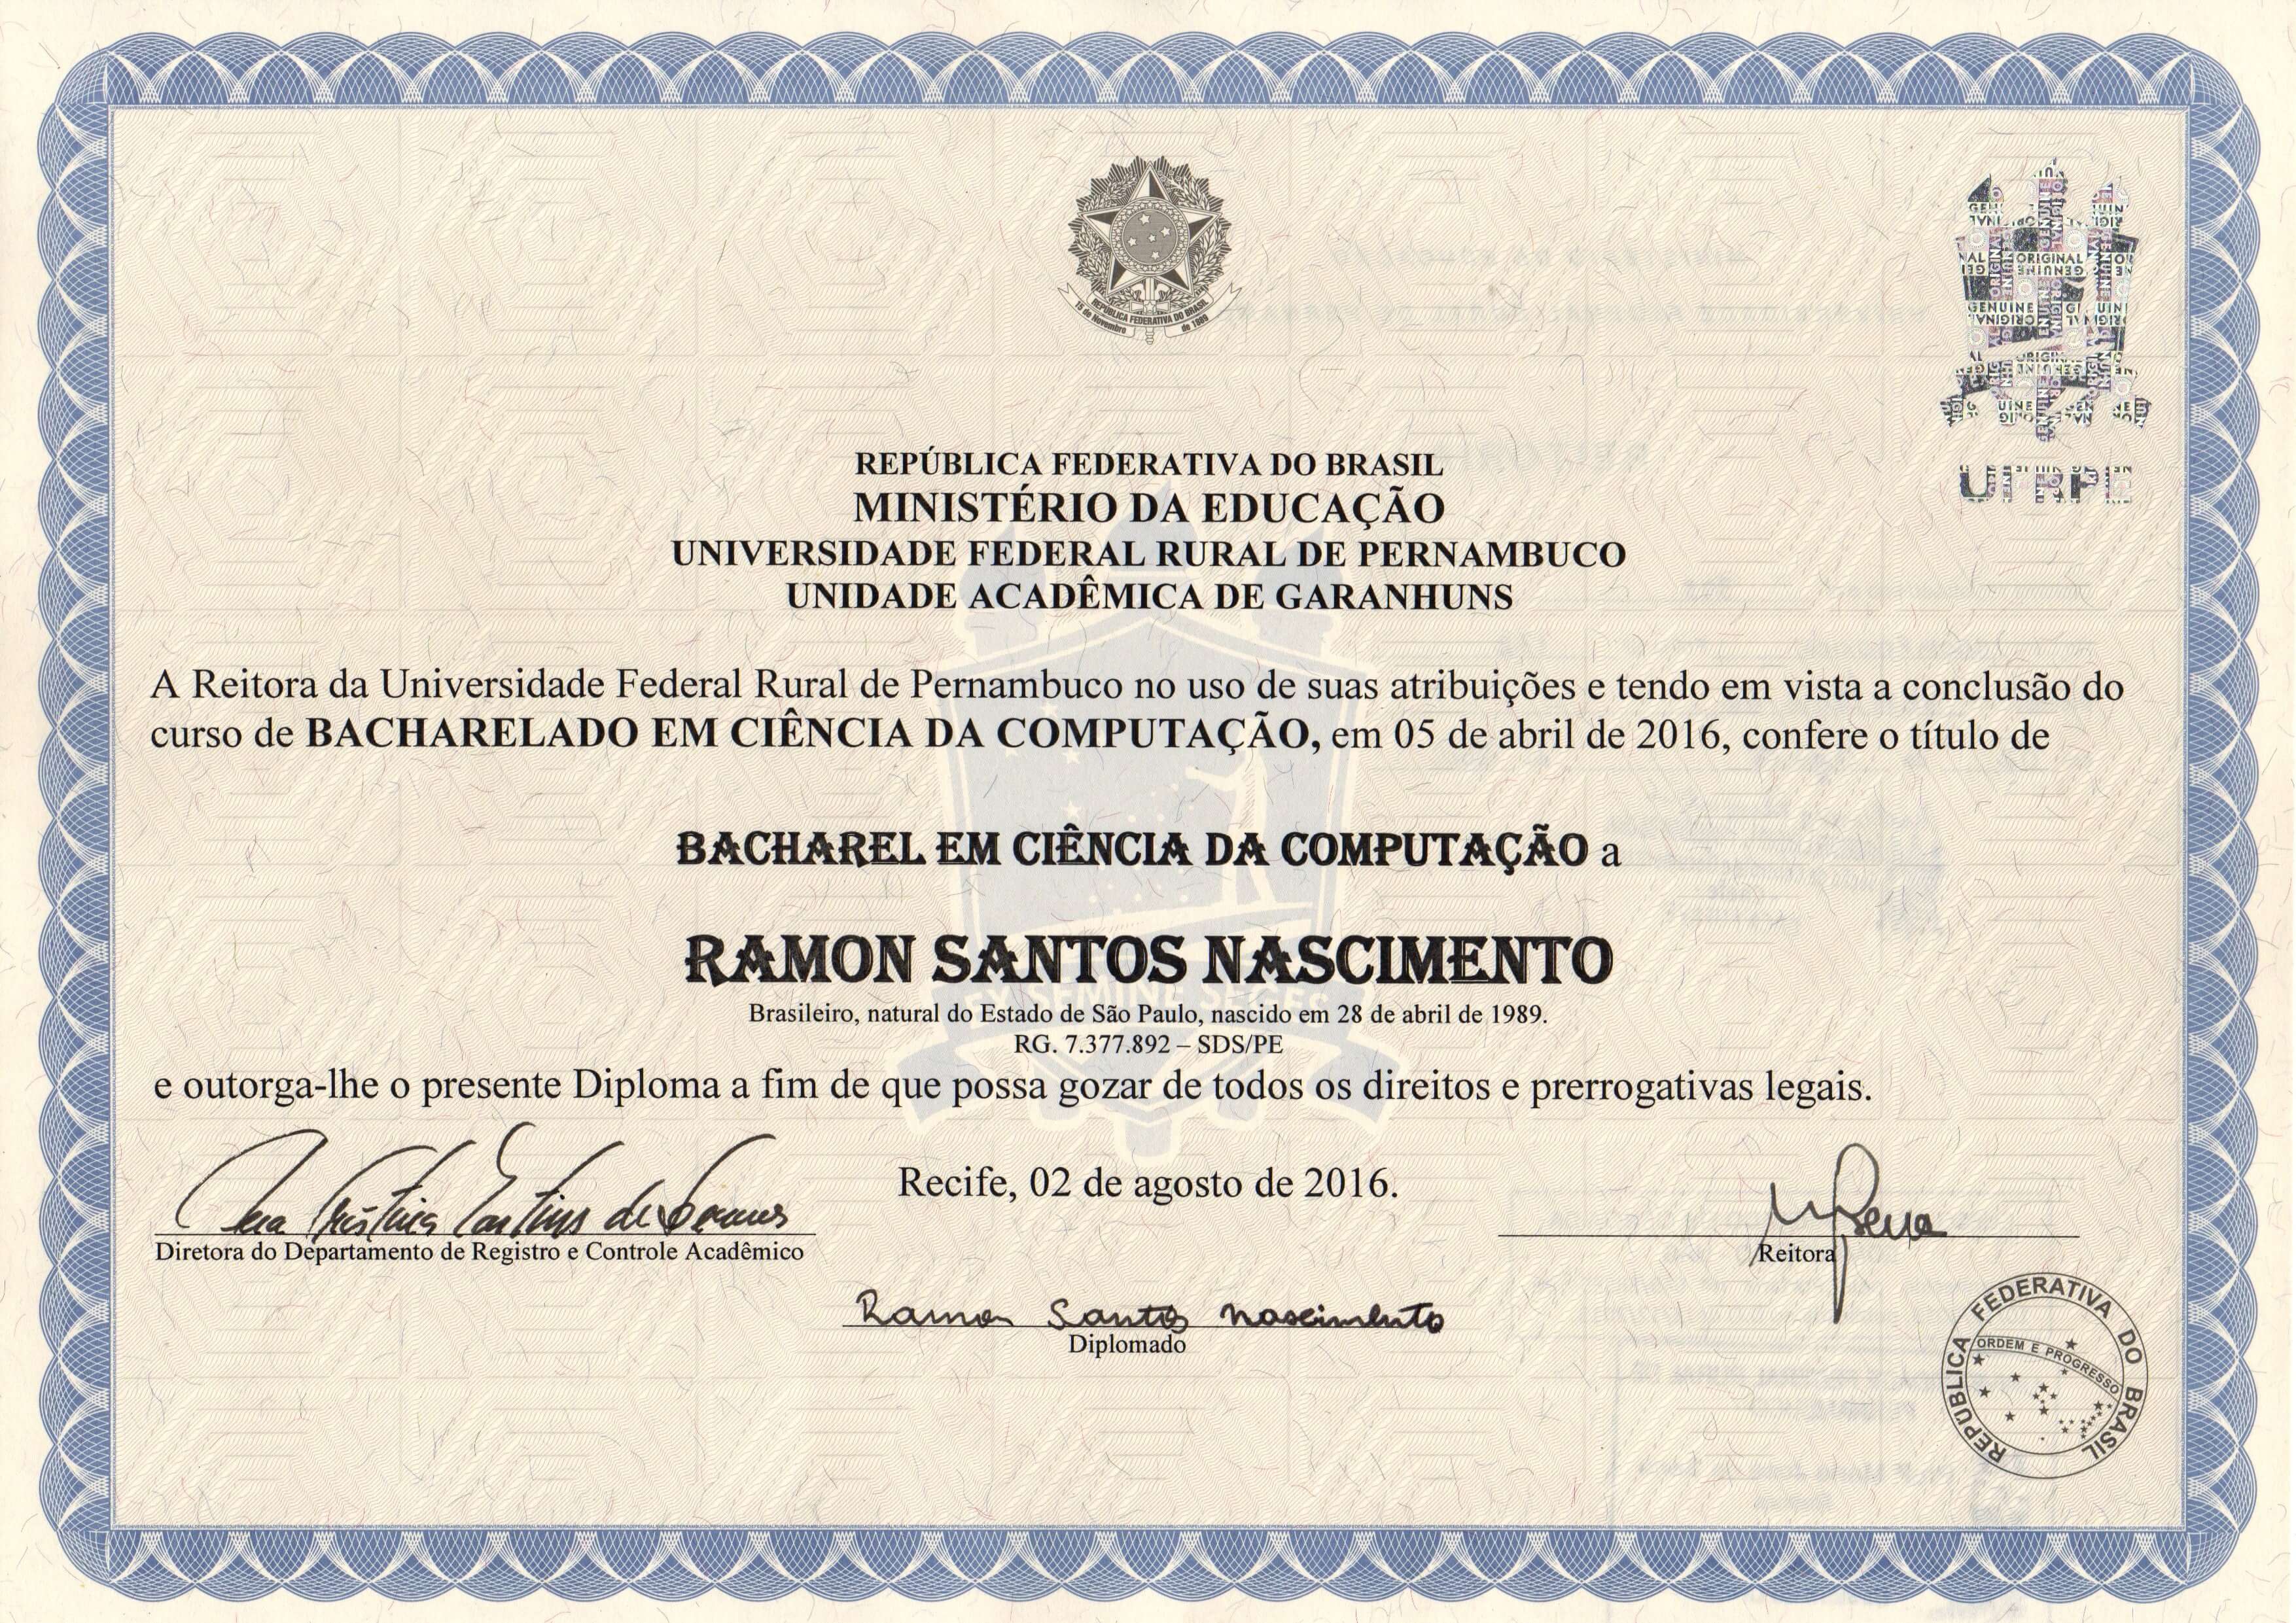 15 de Novembro
REPÚBLICA FEDERATIVA DO BRASIL
de 1889
ORIGINAL
GENUINE
UFRPE
REPÚBLICA FEDERATIVA DO BRASIL
MINISTÉRIO DA EDUCAÇÃO
UNIVERSIDADE FEDERAL RURAL DE PERNAMBUCO
UNIDADE ACADÊMICA DE GARANHUNS
A Reitora da Universidade Federal Rural de Pernambuco no uso de suas atribuições e tendo em vista a conclusão do
curso de BACHARELADO EM CIÊNCIA DA COMPUTAÇÃO, em 05 de abril de 2016, confere o título de
BACHAREL EM CIÊNCIA DA COMPUTAÇÃO a
RAMON SANTOS NASCIMENTO
EX SEMINE SEGES
Brasileiro, natural do Estado de São Paulo, nascido em 28 de abril de 1989.
RG. 7.377.892 – SDS/PE
e outorga-lhe o presente Diploma a fim de que possa gozar de todos os direitos e prerrogativas legais.
Recife, 02 de agosto de 2016.
Diretora do Departamento de Registro e Controle Acadêmico
Reitora
Ramon Santos Nascimento
Diplomado
REPÚBLICA FEDERATIVA DO BRASIL
ORDEM E PROGRESSO